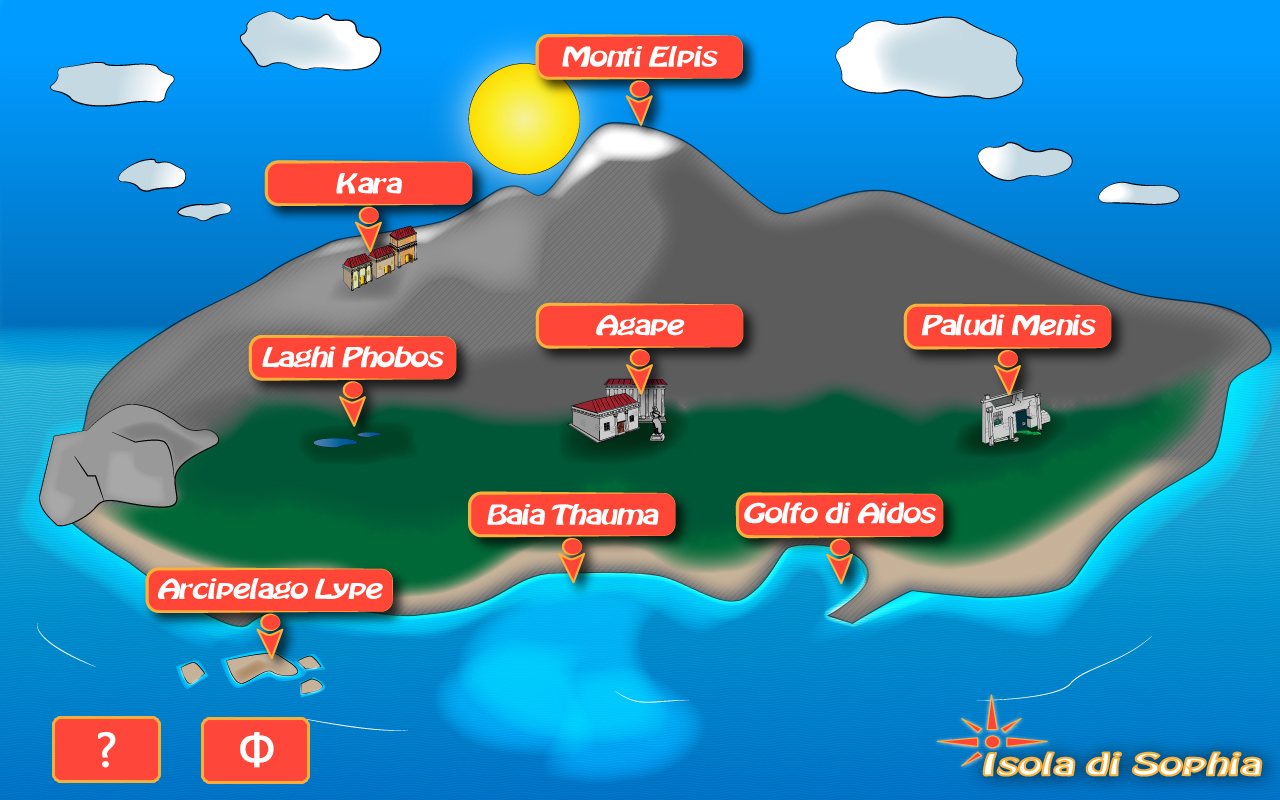 Monti Elpis
Kara
Agape
Paludi Menis
Laghi Phobos
Baia Thauma
Golfo di Aidos
Arcipelago Lype
?
Φ
Isola di Sophia